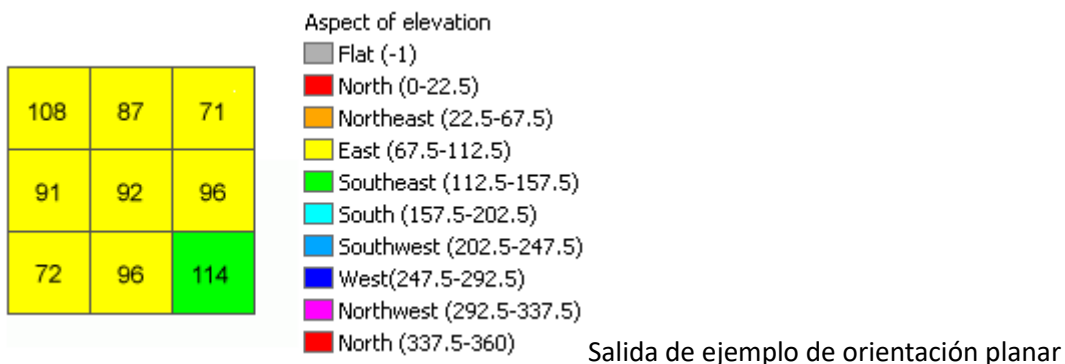 108 87 71
91 92 96
72 96 114
Aspect of elevation
Flat (-1)
North (0-22.5)
Northeast (22.5-67.5)
East (67.5-112.5)
Southeast (112.5-157.5)
South (157.5-202.5)
Southwest (202.5-247.5)
West(247.5-292.5)
Northwest (292.5-337.5)
North (337.5-360)
Salida de ejemplo de orientación planar